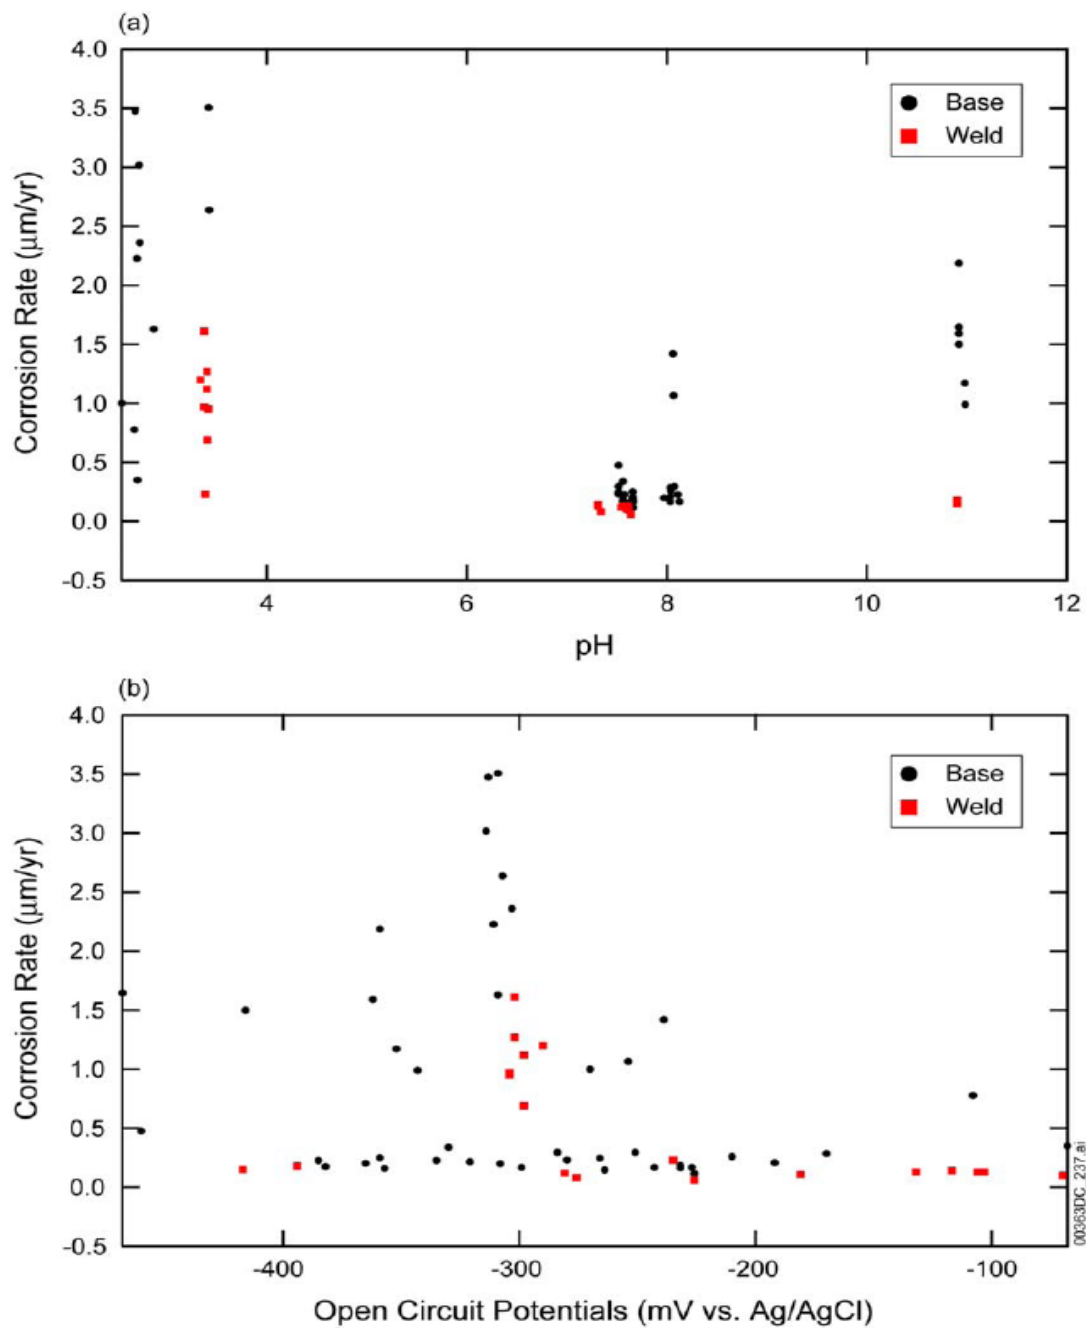 (a)
4.0
3.5
3.0
2.5
2.0
1.5
1.0
0.5
0.0
-0.5
Corrosion Rate (μm/yr)
Base
Weld
4 6 8 10 12
pH
(b)
4.0
3.5
3.0
2.5
2.0
1.5
1.0
0.5
0.0
-0.5
Corrosion Rate (μm/yr)
Base
Weld
-400 -300 -200 -100
Open Circuit Potentials (mV vs. Ag/AgCl)
00363DC_237.ai